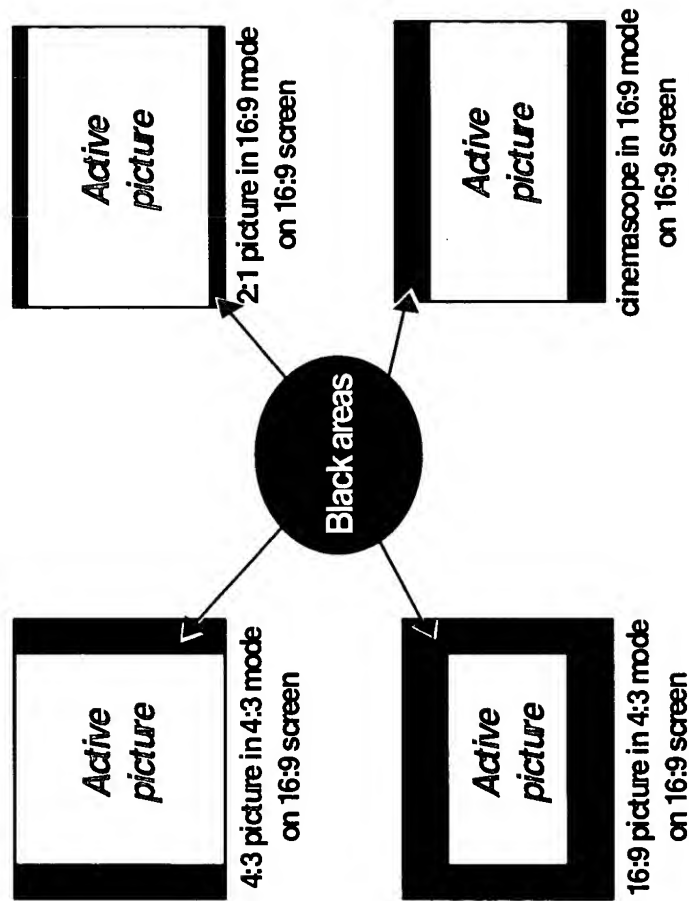 Active
picture
4:3 picture in 4:3 mode
on 16:9 screen
Active
picture
2:1 picture in 16:9 mode
on 16:9 screen
Black areas
Active
picture
16:9 picture in 4:3 mode
on 16:9 screen
Active
picture
cinemascope in 16:9 mode
on 16:9 screen